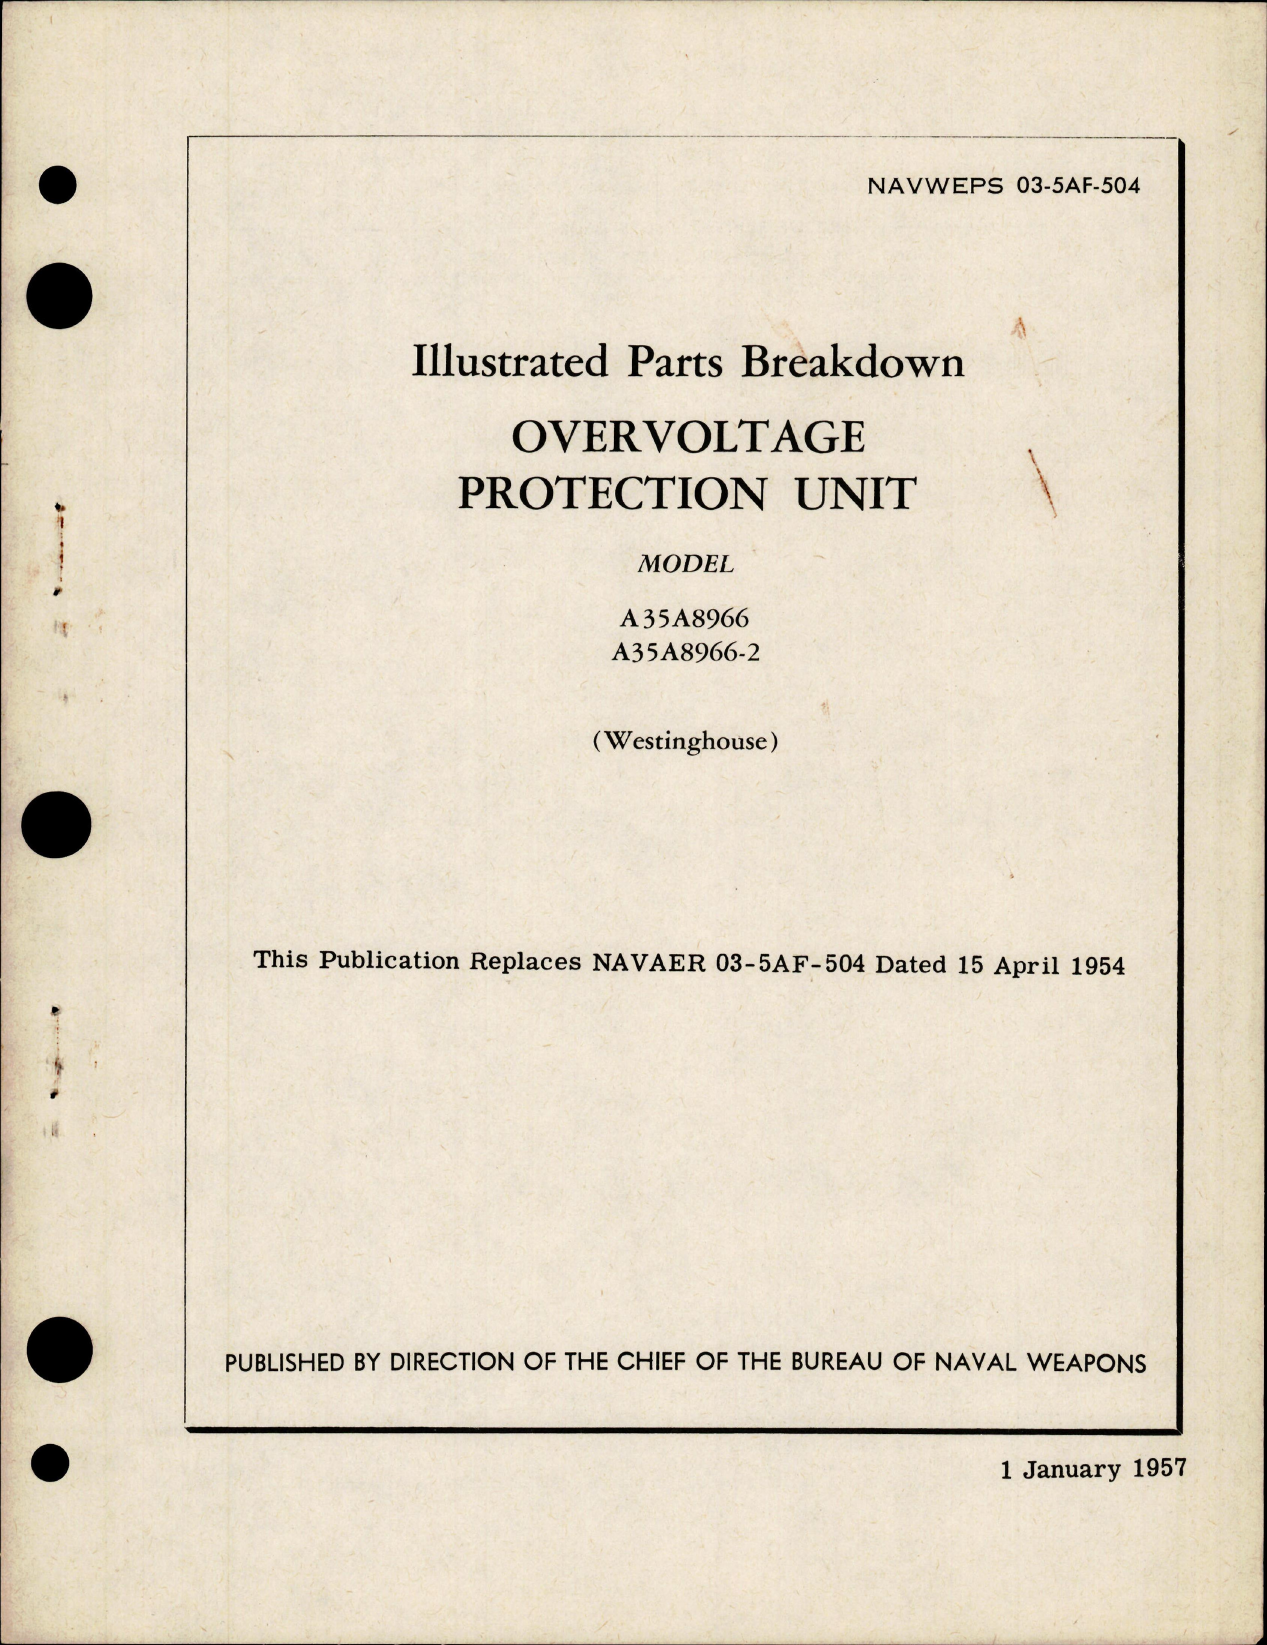 NAVWEPS 03-5AF-504
Illustrated Parts Breakdown
OVERVOLTAGE
PROTECTION UNIT
MODEL
A35A8966
A35A8966-2
(Westinghouse)
This Publication Replaces NAVAER 03-5AF-504 Dated 15 April 1954
PUBLISHED BY DIRECTION OF THE CHIEF OF THE BUREAU OF NAVAL WEAPONS
1 January 1957